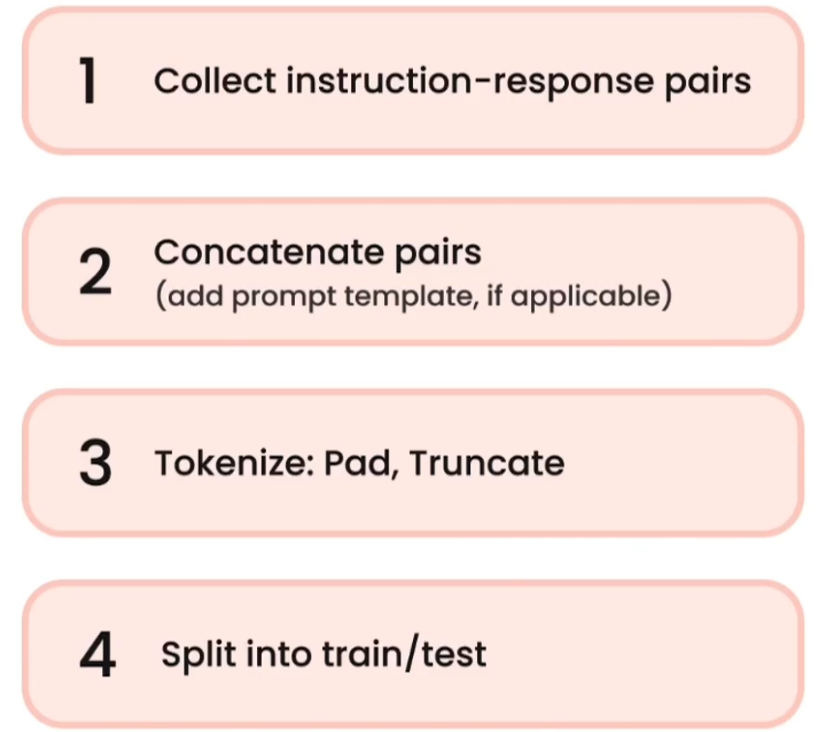 1 Collect instruction-response pairs
2 Concatenate pairs
(add prompt template, if applicable)
3 Tokenize: Pad, Truncate
4 Split into train/test